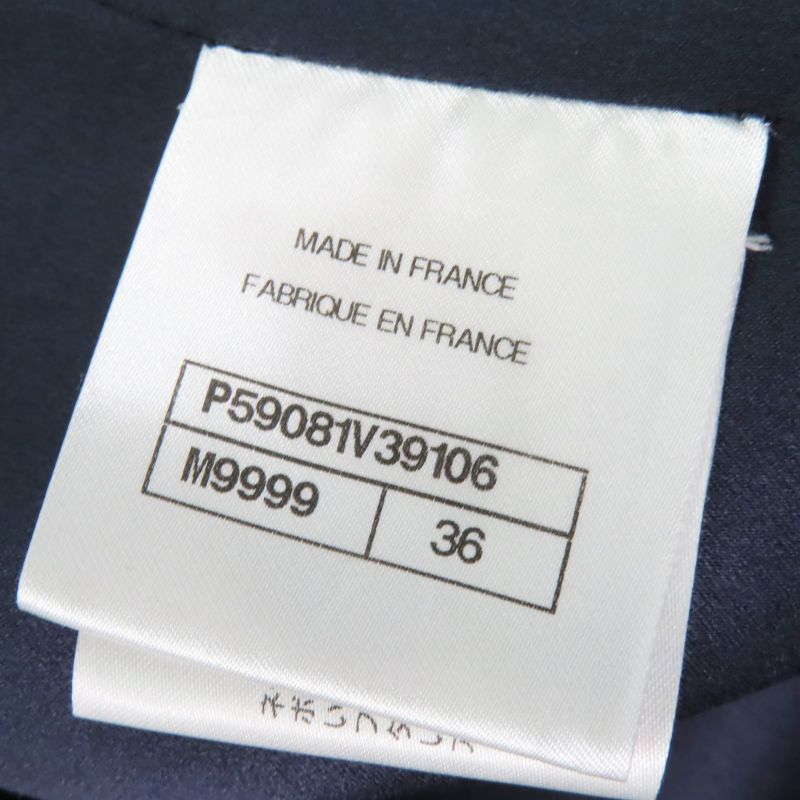 MADE IN FRANCE
FABRIQUE EN FRANCE
P59081V39106
M9999
36